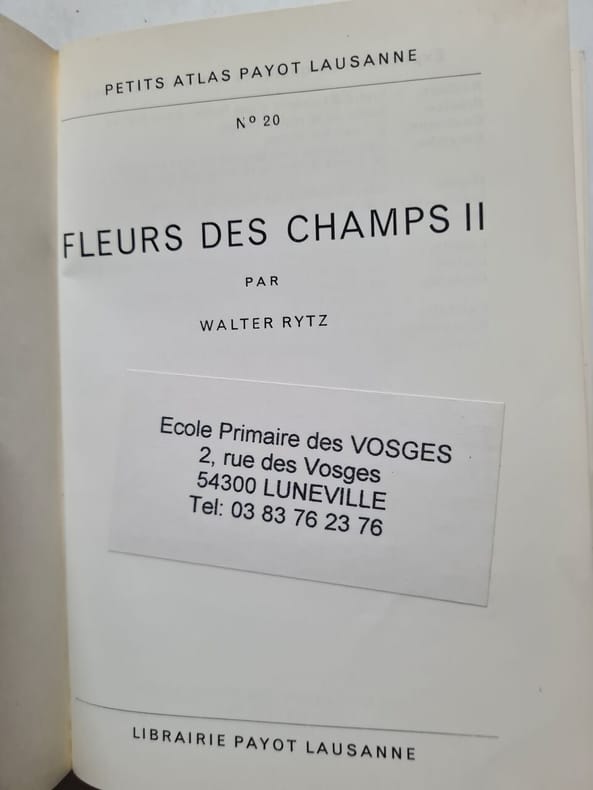 PETITS ATLAS PAYOT LAUSANNE
Nº 20
FLEURS DES CHAMPS II
PAR
WALTER RYTZ
Ecole Primaire des VOSGES
2, rue des Vosges
54300 LUNEVILLE
Tel: 03 83 76 23 76
LIBRAIRIE PAYOT LAUSANNE